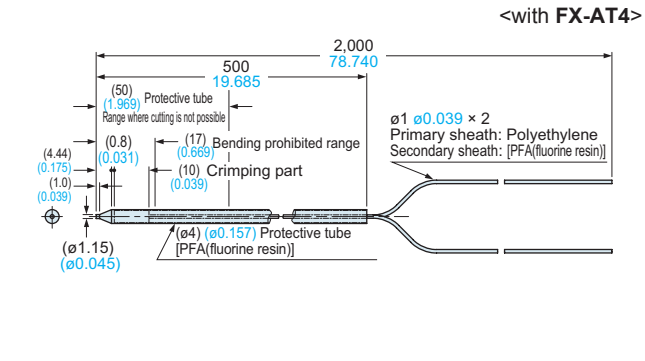 <with FX-AT4>
2,000
78.740
500
19.685
(50)
(1.969)
Protective tube
Range where cutting is not possible
(4.44)
(0.175)
(0.8)
(0.031)
(17)
(0.669)
Bending prohibited range
(10)
(0.039)
Crimping part
(1.0)
(0.039)
ø1 ø0.039 × 2
Primary sheath: Polyethylene
Secondary sheath: [PFA(fluorine resin)]
(ø1.15)
(ø0.045)
(ø4) (ø0.157) Protective tube
[PFA(fluorine resin)]